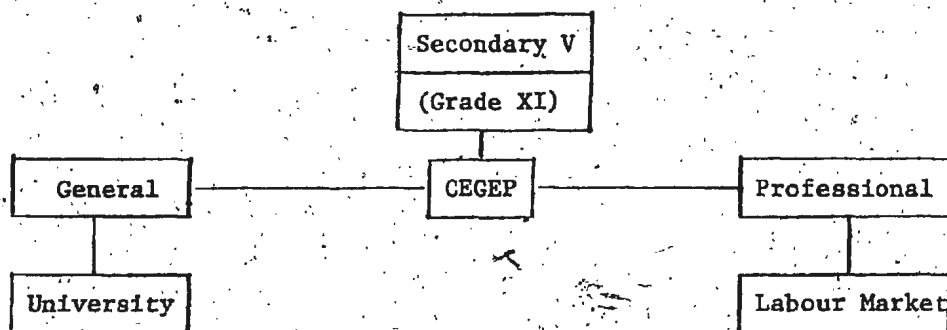 Secondary V
(Grade XI)
General CEGEP Professional
University Labour Market